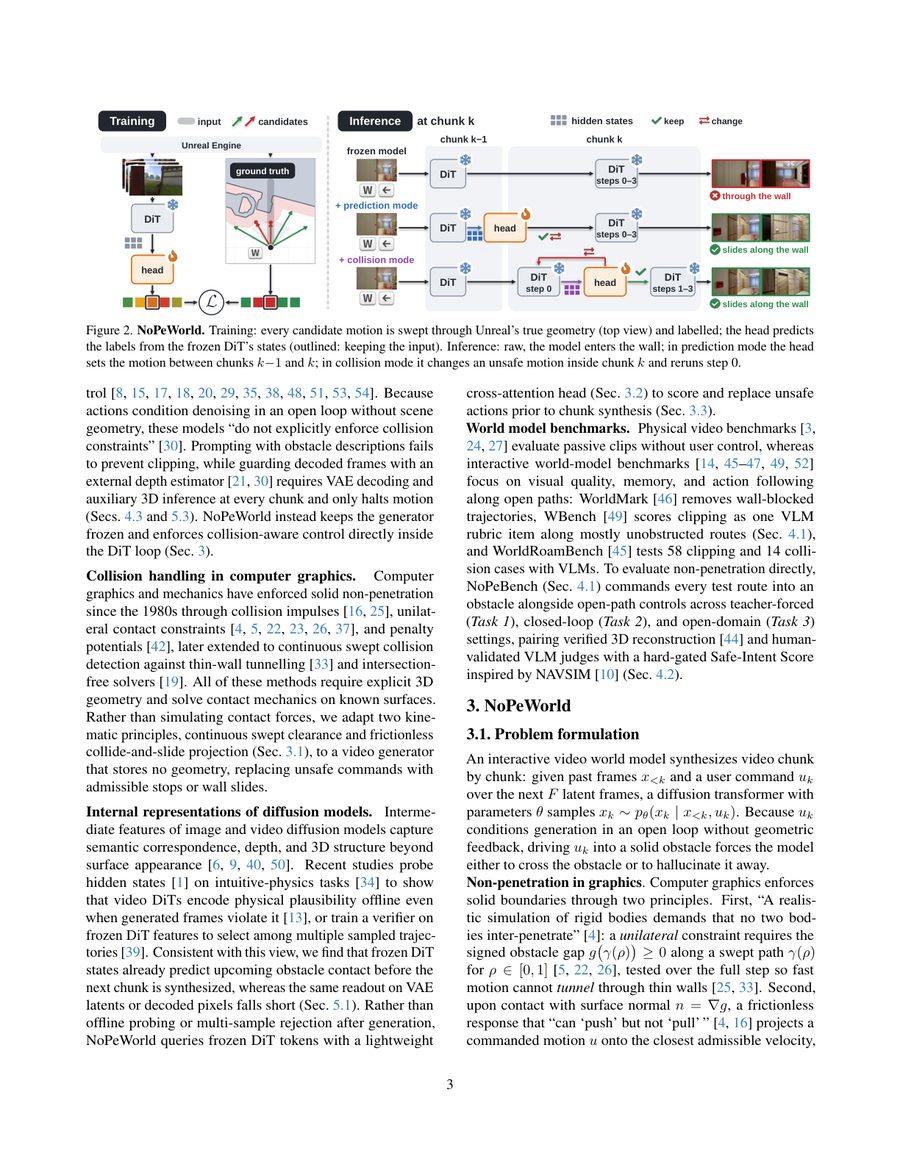 Training
input
candidates
Unreal Engine
ground truth
DiT
W
head
ℒ
Inference
at chunk k
hidden states
keep
change
chunk k−1
chunk k
frozen model
W
←
DiT
DiT
steps 0–3
through the wall
+ prediction mode
W
←
DiT
head
DiT
steps 0–3
slides along the wall
+ collision mode
W
←
DiT
DiT
step 0
head
DiT
steps 1–3
slides along the wall
Figure 2. NoPeWorld. Training: every candidate motion is swept through Unreal's true geometry (top view) and labelled; the head predicts
the labels from the frozen DiT's states (outlined: keeping the input). Inference: raw, the model enters the wall; in prediction mode the head
sets the motion between chunks k−1 and k; in collision mode it changes an unsafe motion inside chunk k and reruns step 0.
trol [8, 15, 17, 18, 20, 29, 35, 38, 48, 51, 53, 54]. Because
actions condition denoising in an open loop without scene
geometry, these models “do not explicitly enforce collision
constraints” [30]. Prompting with obstacle descriptions fails
to prevent clipping, while guarding decoded frames with an
external depth estimator [21, 30] requires VAE decoding and
auxiliary 3D inference at every chunk and only halts motion
(Secs. 4.3 and 5.3). NoPeWorld instead keeps the generator
frozen and enforces collision-aware control directly inside
the DiT loop (Sec. 3).
Collision handling in computer graphics. Computer
graphics and mechanics have enforced solid non-penetration
since the 1980s through collision impulses [16, 25], unilat-
eral contact constraints [4, 5, 22, 23, 26, 37], and penalty
potentials [42], later extended to continuous swept collision
detection against thin-wall tunnelling [33] and intersection-
free solvers [19]. All of these methods require explicit 3D
geometry and solve contact mechanics on known surfaces.
Rather than simulating contact forces, we adapt two kine-
matic principles, continuous swept clearance and frictionless
collide-and-slide projection (Sec. 3.1), to a video generator
that stores no geometry, replacing unsafe commands with
admissible stops or wall slides.
Internal representations of diffusion models. Interme-
diate features of image and video diffusion models capture
semantic correspondence, depth, and 3D structure beyond
surface appearance [6, 9, 40, 50]. Recent studies probe
hidden states [1] on intuitive-physics tasks [34] to show
that video DiTs encode physical plausibility offline even
when generated frames violate it [13], or train a verifier on
frozen DiT features to select among multiple sampled trajec-
tories [39]. Consistent with this view, we find that frozen DiT
states already predict upcoming obstacle contact before the
next chunk is synthesized, whereas the same readout on VAE
latents or decoded pixels falls short (Sec. 5.1). Rather than
offline probing or multi-sample rejection after generation,
NoPeWorld queries frozen DiT tokens with a lightweight
cross-attention head (Sec. 3.2) to score and replace unsafe
actions prior to chunk synthesis (Sec. 3.3).
World model benchmarks. Physical video benchmarks [3,
24, 27] evaluate passive clips without user control, whereas
interactive world-model benchmarks [14, 45–47, 49, 52]
focus on visual quality, memory, and action following
along open paths: WorldMark [46] removes wall-blocked
trajectories, WBench [49] scores clipping as one VLM
rubric item along mostly unobstructed routes (Sec. 4.1),
and WorldRoamBench [45] tests 58 clipping and 14 colli-
sion cases with VLMs. To evaluate non-penetration directly,
NoPeBench (Sec. 4.1) commands every test route into an
obstacle alongside open-path controls across teacher-forced
(Task 1), closed-loop (Task 2), and open-domain (Task 3)
settings, pairing verified 3D reconstruction [44] and human-
validated VLM judges with a hard-gated Safe-Intent Score
inspired by NAVSIM [10] (Sec. 4.2).
3. NoPeWorld
3.1. Problem formulation
An interactive video world model synthesizes video chunk
by chunk: given past frames x<k and a user command uk
over the next F latent frames, a diffusion transformer with
parameters θ samples xk ∼ pθ(xk | x<k, uk). Because uk
conditions generation in an open loop without geometric
feedback, driving uk into a solid obstacle forces the model
either to cross the obstacle or to hallucinate it away.
Non-penetration in graphics. Computer graphics enforces
solid boundaries through two principles. First, “A realis-
tic simulation of rigid bodies demands that no two bod-
ies inter-penetrate” [4]: a unilateral constraint requires the
signed obstacle gap g(γ(ρ)) ≥ 0 along a swept path γ(ρ)
for ρ ∈ [0, 1] [5, 22, 26], tested over the full step so fast
motion cannot tunnel through thin walls [25, 33]. Second,
upon contact with surface normal n = ∇g, a frictionless
response that “can ‘push’ but not ‘pull’ ” [4, 16] projects a
commanded motion u onto the closest admissible velocity,
3